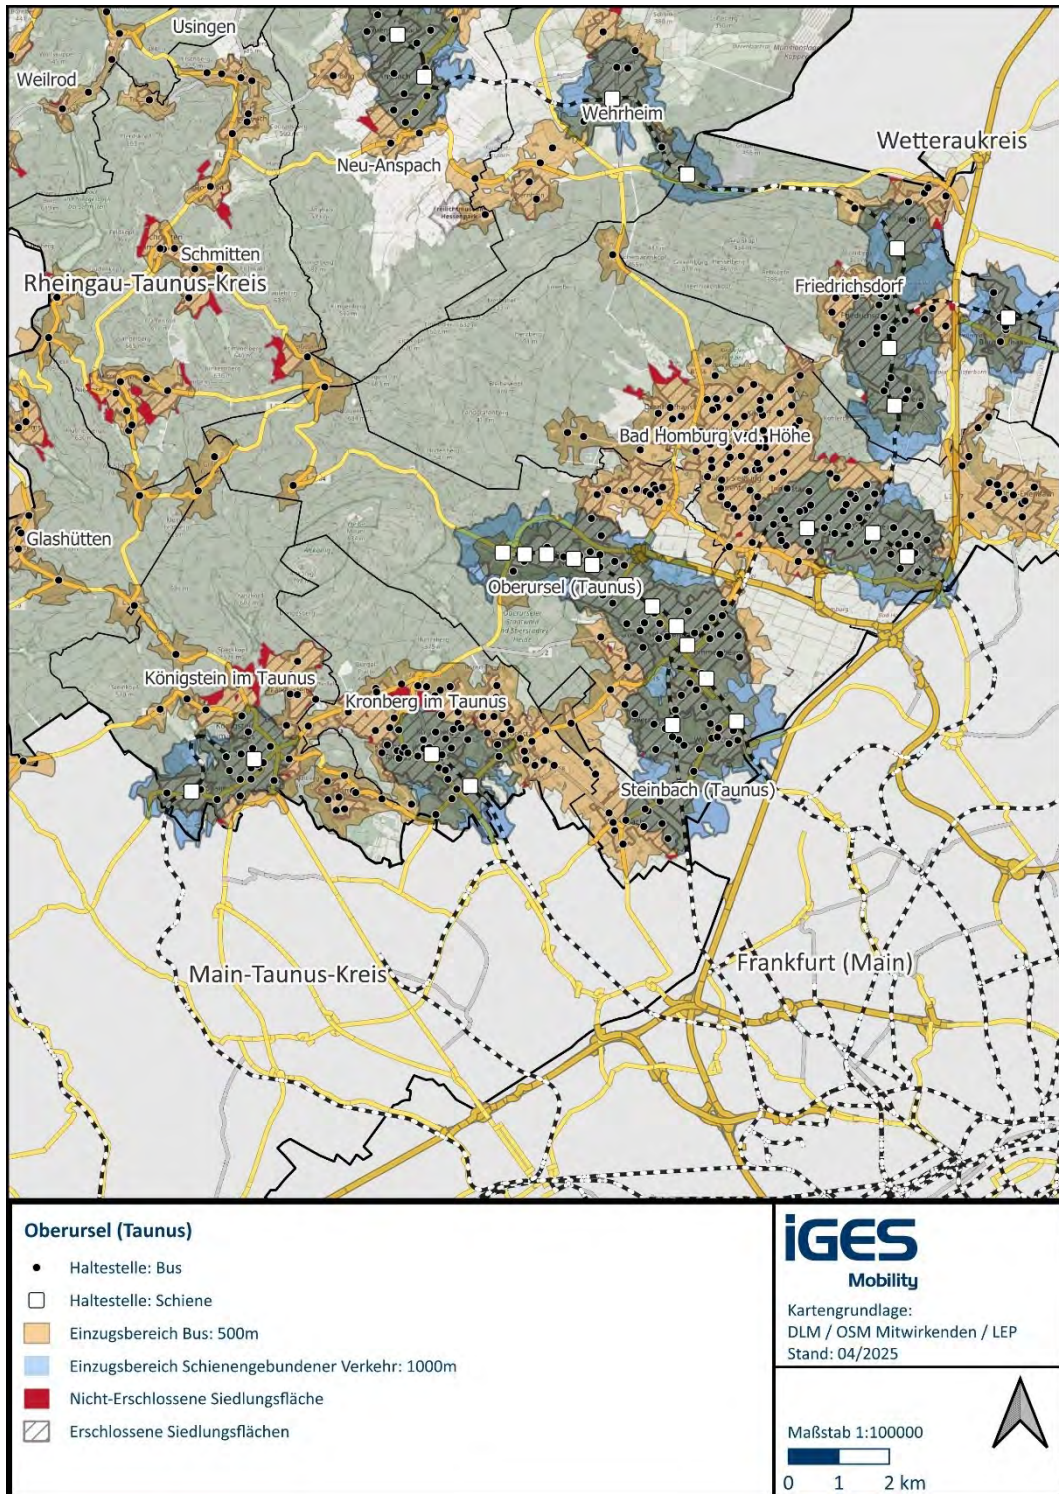 Usingen
Weilrod
Wehrheim
Wetteraukreis
Neu-Anspach
Schmitten
Rheingau-Taunus-Kreis
Friedrichsdorf
Bad Homburg v.d. Höhe
Glashütten
Oberursel (Taunus)
Königstein im Taunus
Kronberg im Taunus
Steinbach (Taunus)
Main-Taunus-Kreis
Frankfurt (Main)
Oberursel (Taunus)
Haltestelle: Bus
Haltestelle: Schiene
Einzugsbereich Bus: 500m
Einzugsbereich Schienengebundener Verkehr: 1000m
Nicht-Erschlossene Siedlungsfläche
Erschlossene Siedlungsflächen
iGES
Mobility
Kartengrundlage:
DLM / OSM Mitwirkenden / LEP
Stand: 04/2025
Maßstab 1:100000
0 1 2 km